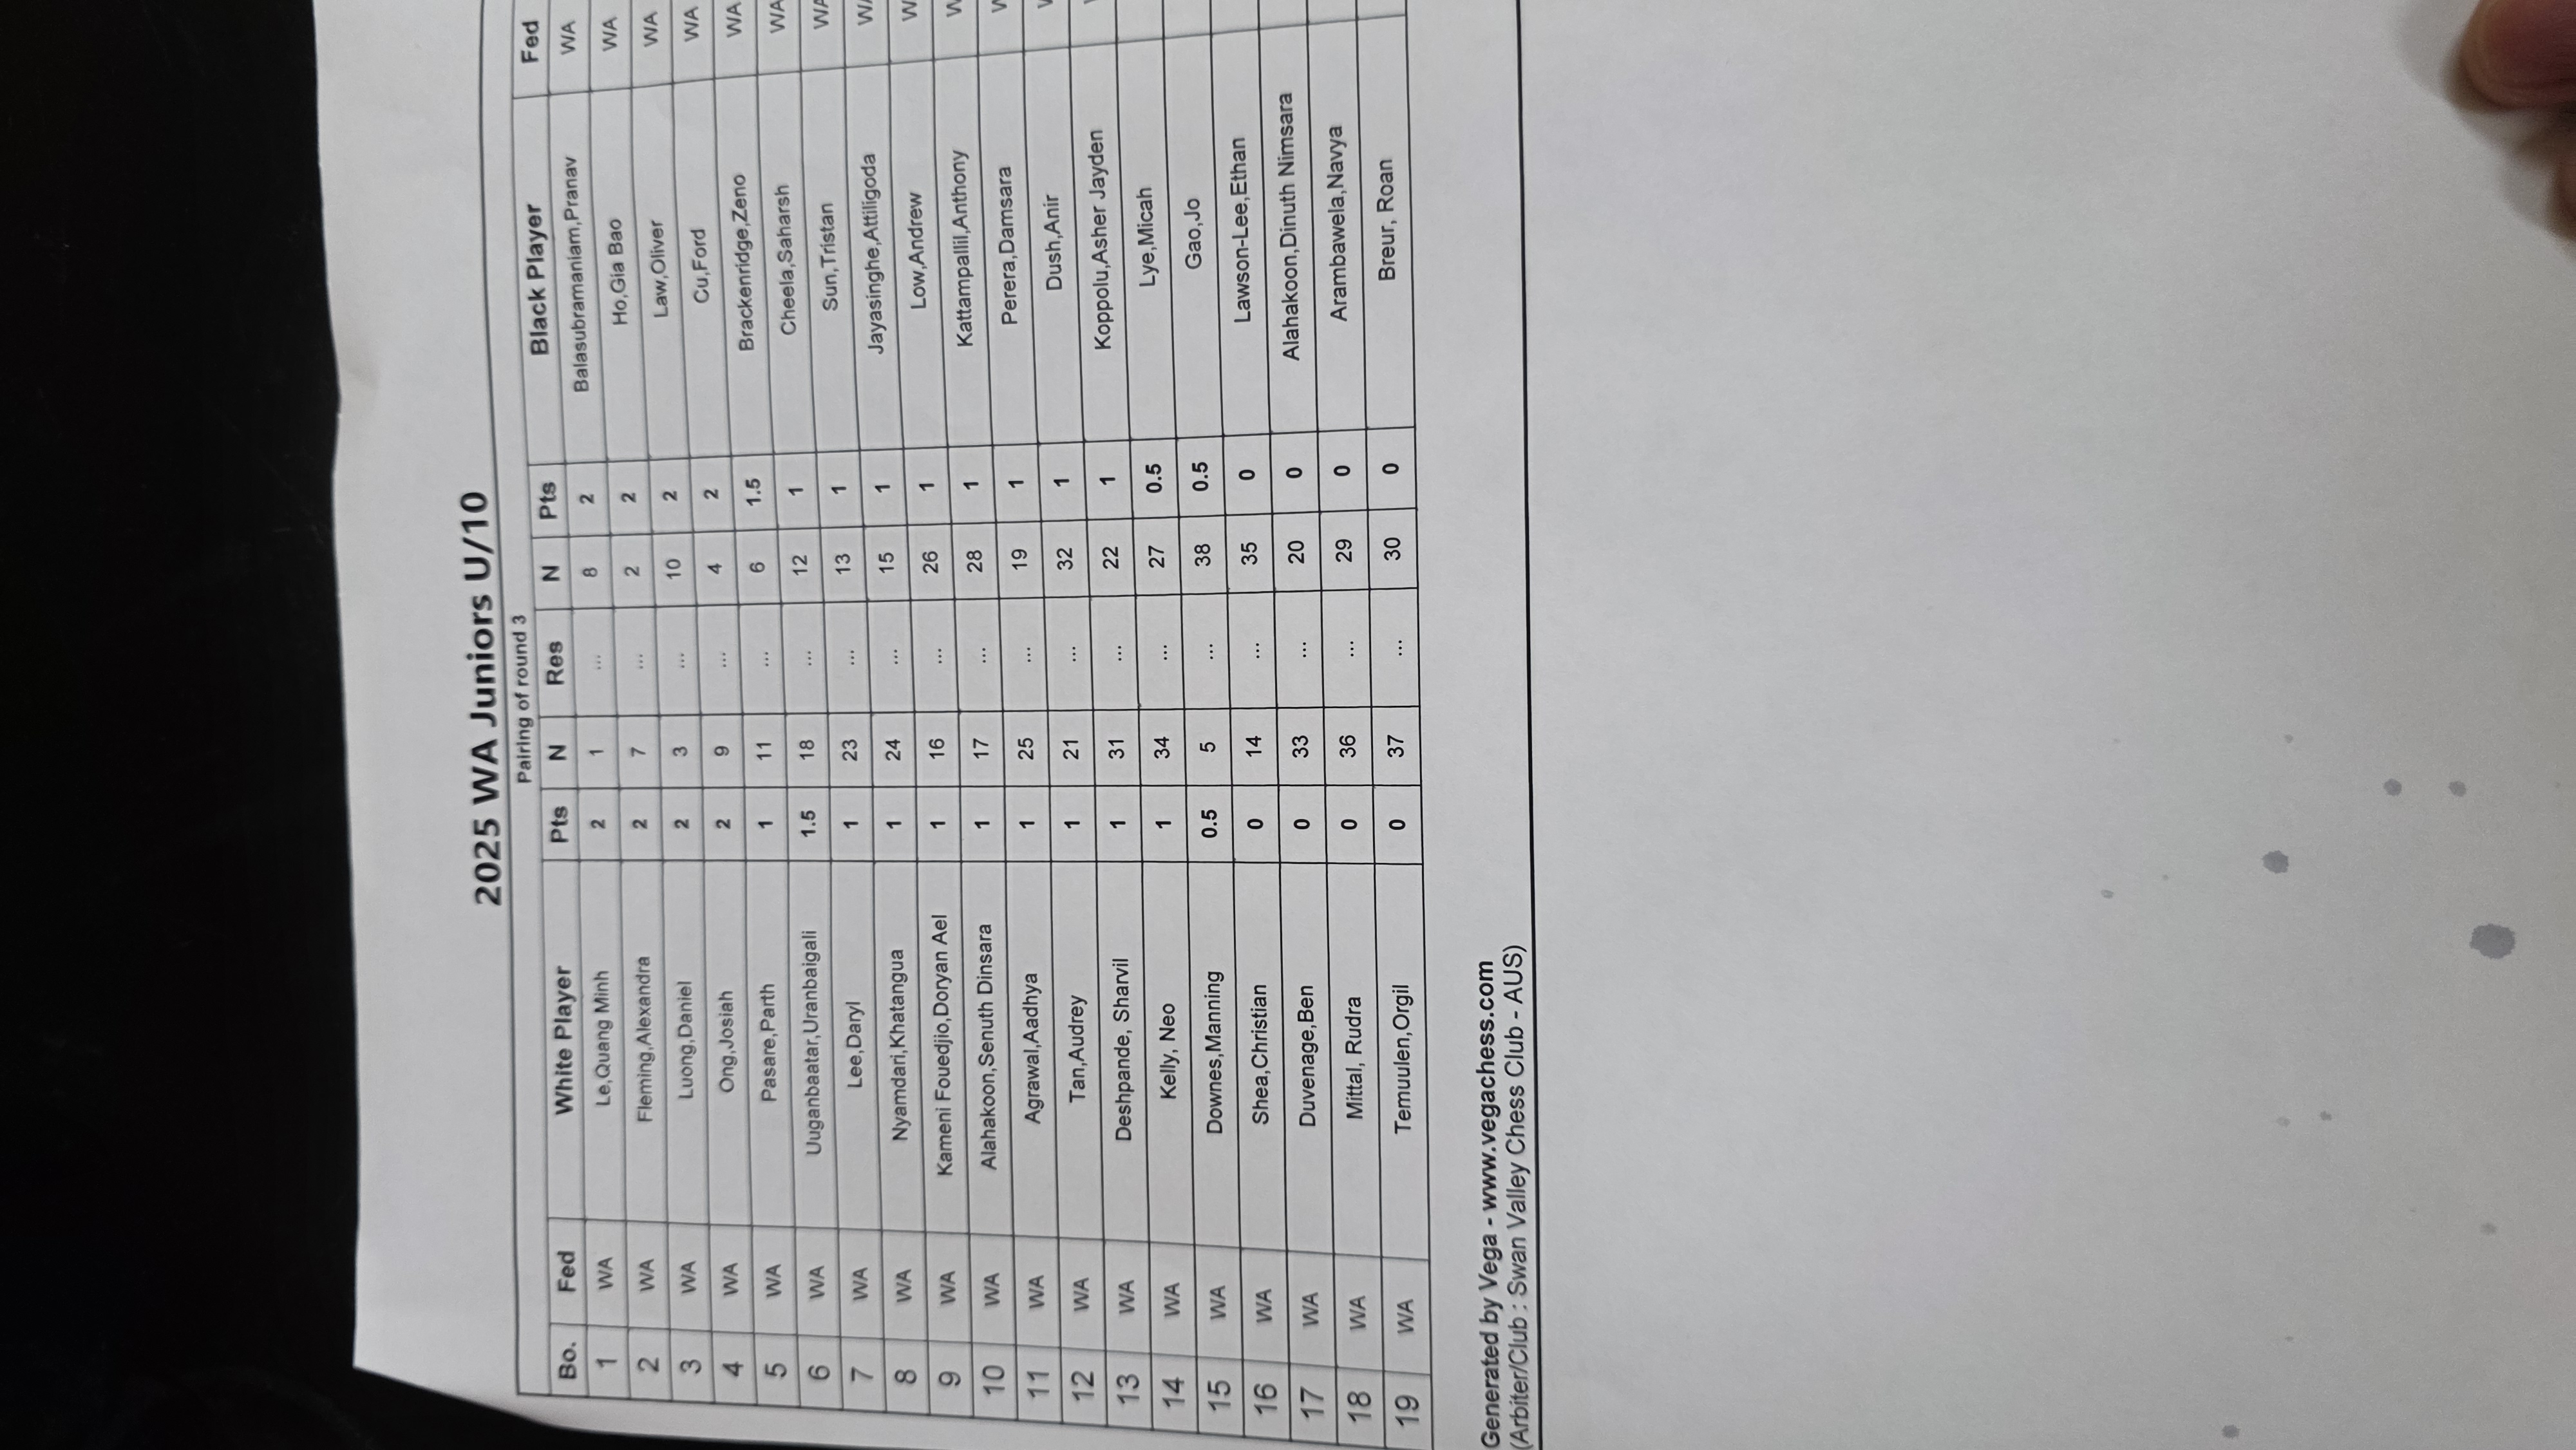 2025 WA Juniors U/10
Pairing of round 3
Bo. Fed White Player Pts N Res N Pts Black Player Fed
1 WA Le,Quang Minh 2 1 ... 8 2 Balasubramaniam,Pranav WA
2 WA Fleming,Alexandra 2 7 ... 2 2 Ho,Gia Bao WA
3 WA Luong,Daniel 2 3 ... 10 2 Law,Oliver WA
4 WA Ong,Josiah 2 9 ... 4 2 Cu,Ford WA
5 WA Pasare,Parth 1 11 ... 6 1.5 Brackenridge,Zeno WA
6 WA Uuganbaatar,Uranbaigali 1.5 18 ... 12 1 Cheela,Saharsh WA
7 WA Lee,Daryl 1 23 ... 13 1 Sun,Tristan WA
8 WA Nyamdari,Khatangua 1 24 ... 15 1 Jayasinghe,Attiligoda WA
9 WA Kameni Fouedjio,Doryan Ael 1 16 ... 26 1 Low,Andrew W
10 WA Alahakoon,Senuth Dinsara 1 17 ... 28 1 Kattampallil,Anthony
11 WA Agrawal,Aadhya 1 25 ... 19 1 Perera,Damsara
12 WA Tan,Audrey 1 21 ... 32 1 Dush,Anir
13 WA Deshpande, Sharvil 1 31 ... 22 1 Koppolu,Asher Jayden
14 WA Kelly, Neo 1 34 ... 27 0.5 Lye,Micah
15 WA Downes,Manning 0.5 5 ... 38 0.5 Gao,Jo
16 WA Shea,Christian 0 14 ... 35 0 Lawson-Lee,Ethan
17 WA Duvenage,Ben 0 33 ... 20 0 Alahakoon,Dinuth Nimsara
18 WA Mittal, Rudra 0 36 ... 29 0 Arambawela,Navya
19 WA Temuulen,Orgil 0 37 ... 30 0 Breur, Roan
Generated by Vega - www.vegachess.com
(Arbiter/Club : Swan Valley Chess Club - AUS)